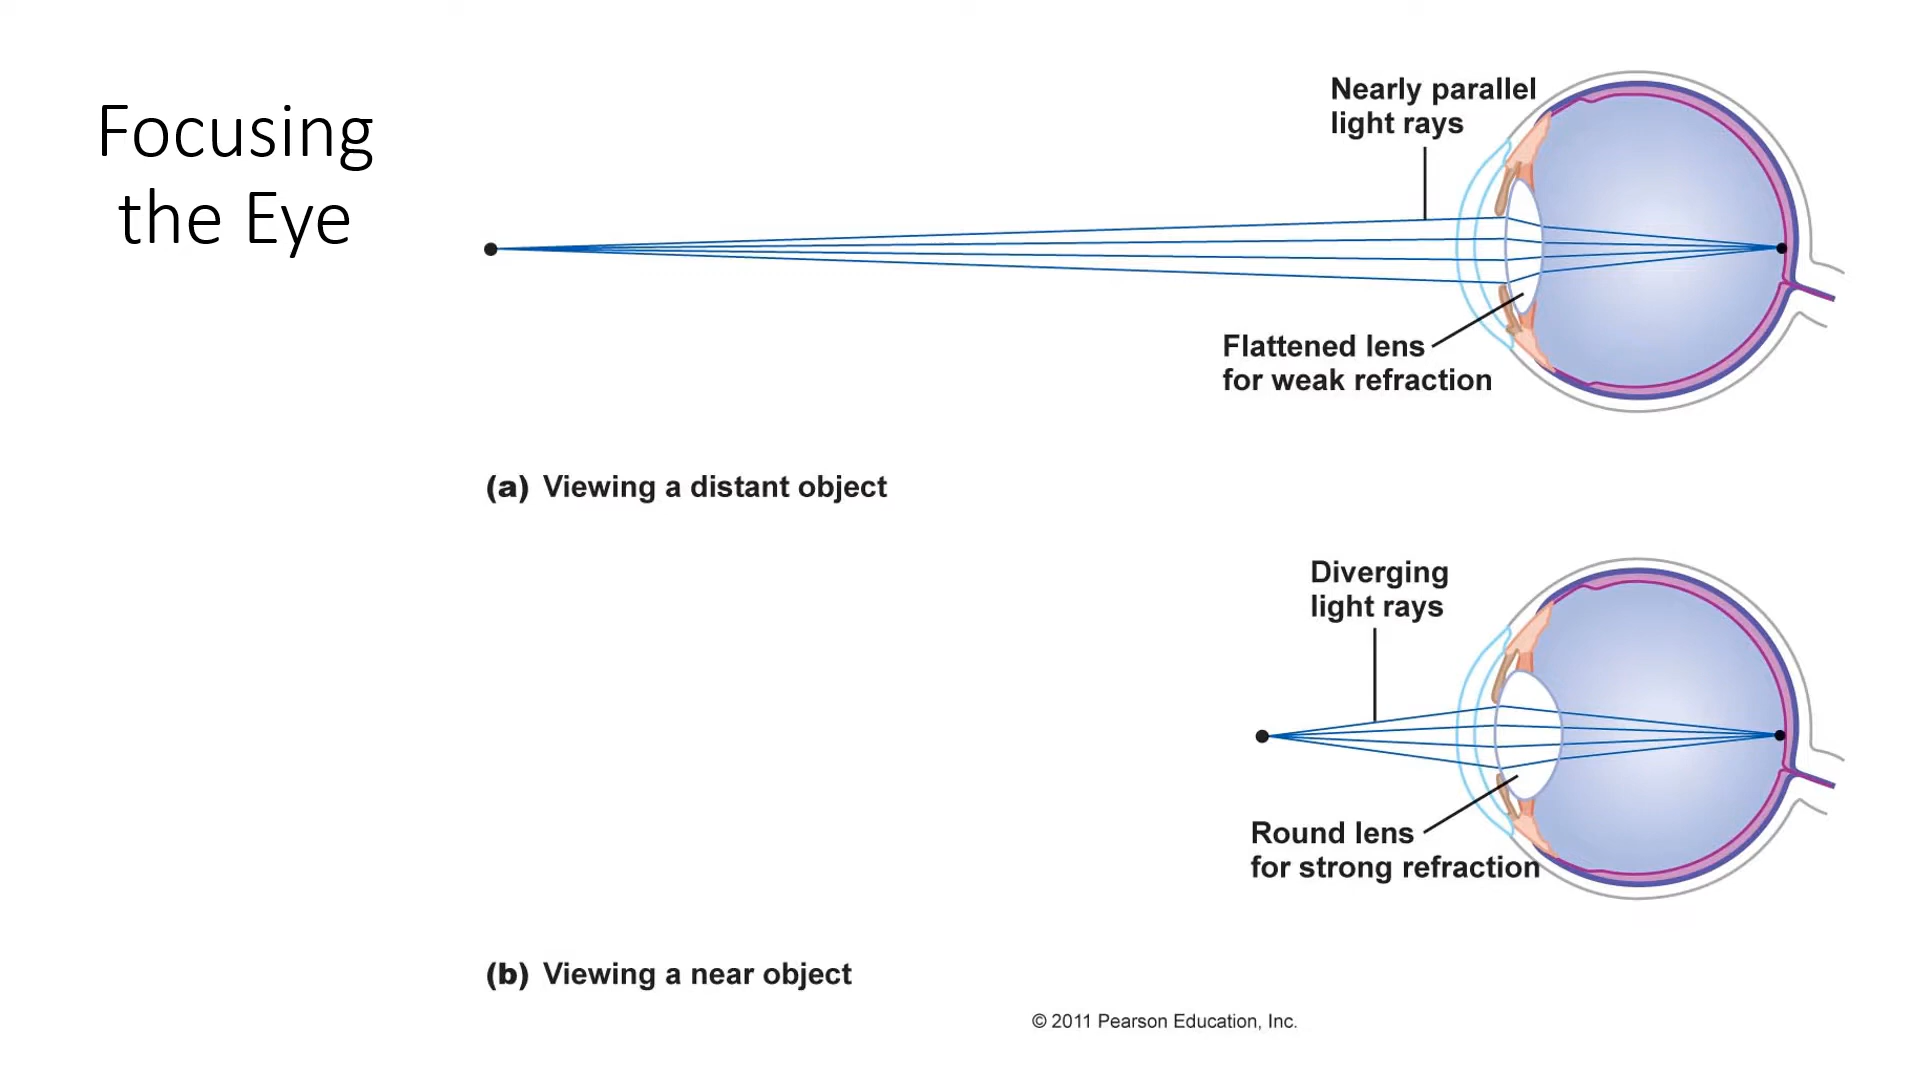 Focusing
the Eye
Nearly parallel
light rays
Flattened lens
for weak refraction
(a) Viewing a distant object
Diverging
light rays
Round lens
for strong refraction
(b) Viewing a near object
© 2011 Pearson Education, Inc.